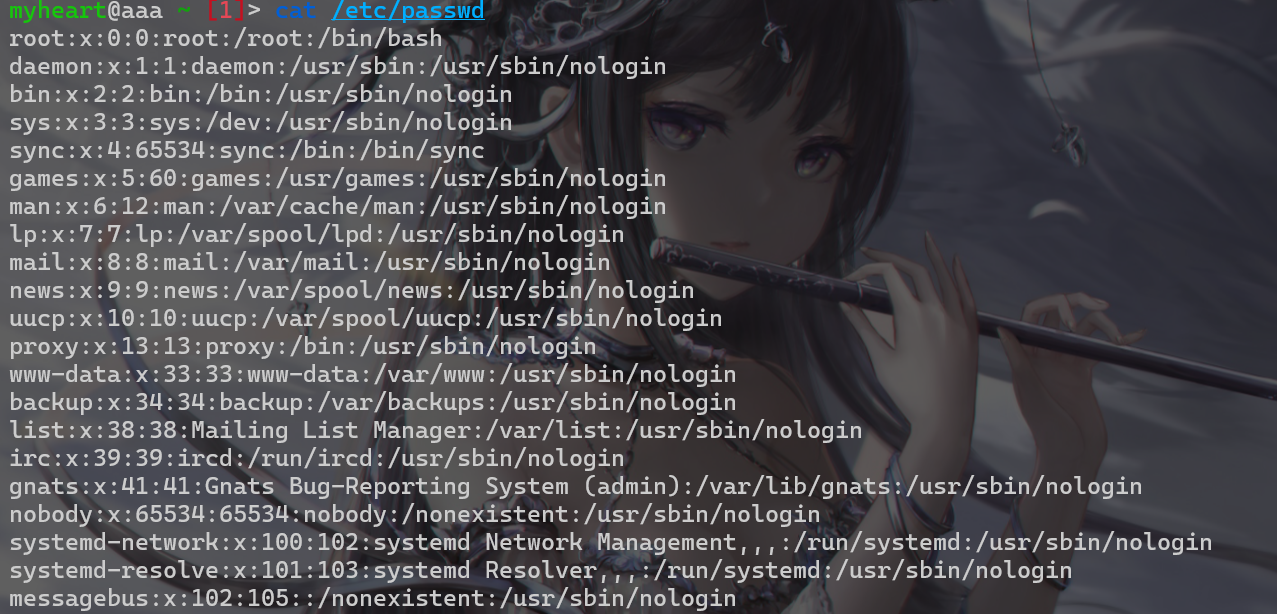 myheart@aaa ~ [1]> cat /etc/passwd
root:x:0:0:root:/root:/bin/bash
daemon:x:1:1:daemon:/usr/sbin:/usr/sbin/nologin
bin:x:2:2:bin:/bin:/usr/sbin/nologin
sys:x:3:3:sys:/dev:/usr/sbin/nologin
sync:x:4:65534:sync:/bin:/bin/sync
games:x:5:60:games:/usr/games:/usr/sbin/nologin
man:x:6:12:man:/var/cache/man:/usr/sbin/nologin
lp:x:7:7:lp:/var/spool/lpd:/usr/sbin/nologin
mail:x:8:8:mail:/var/mail:/usr/sbin/nologin
news:x:9:9:news:/var/spool/news:/usr/sbin/nologin
uucp:x:10:10:uucp:/var/spool/uucp:/usr/sbin/nologin
proxy:x:13:13:proxy:/bin:/usr/sbin/nologin
www-data:x:33:33:www-data:/var/www:/usr/sbin/nologin
backup:x:34:34:backup:/var/backups:/usr/sbin/nologin
list:x:38:38:Mailing List Manager:/var/list:/usr/sbin/nologin
irc:x:39:39:ircd:/run/ircd:/usr/sbin/nologin
gnats:x:41:41:Gnats Bug-Reporting System (admin):/var/lib/gnats:/usr/sbin/nologin
nobody:x:65534:65534:nobody:/nonexistent:/usr/sbin/nologin
systemd-network:x:100:102:systemd Network Management,,,:/run/systemd:/usr/sbin/nologin
systemd-resolve:x:101:103:systemd Resolver,,,:/run/systemd:/usr/sbin/nologin
messagebus:x:102:105::/nonexistent:/usr/sbin/nologin